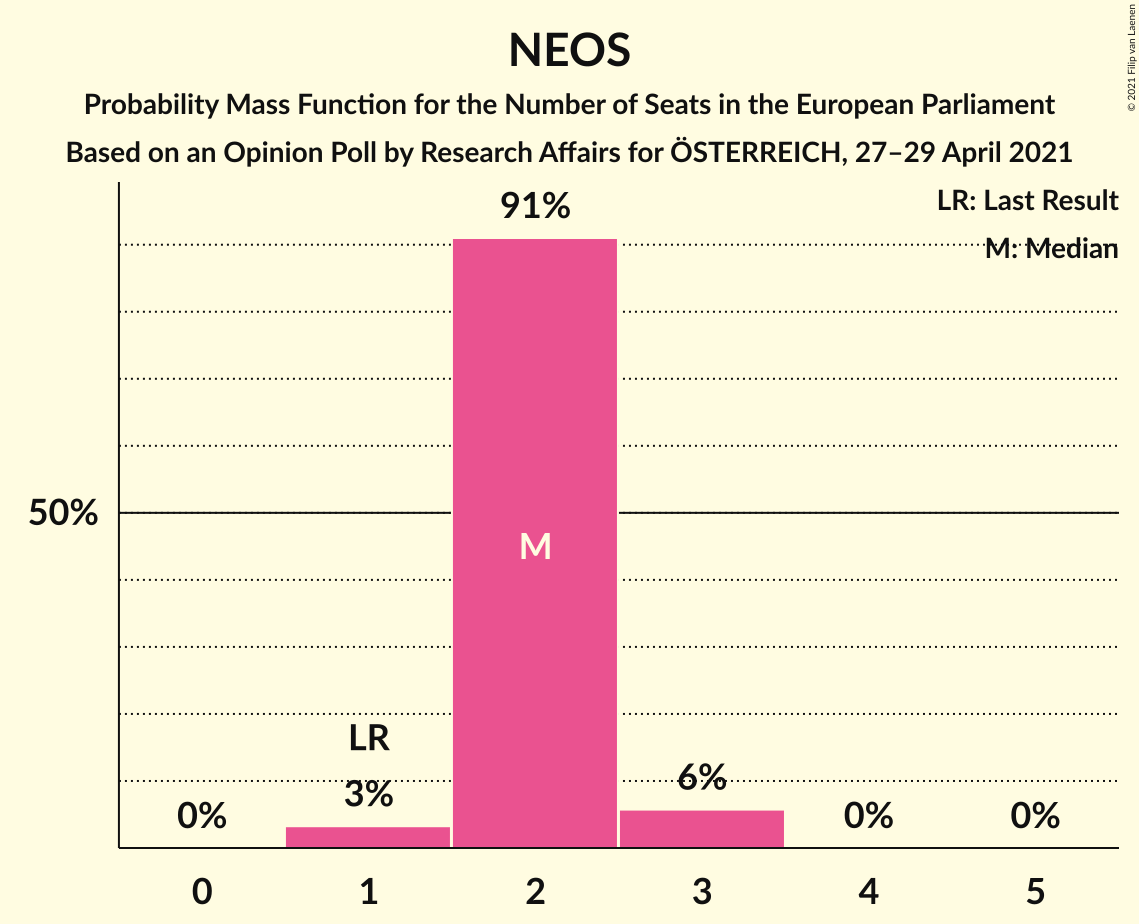 NEOS
Probability Mass Function for the Number of Seats in the European Parliament
Based on an Opinion Poll by Research Affairs for ÖSTERREICH, 27–29 April 2021
© 2021 Filip van Laenen
LR: Last Result
M: Median
91%
50%
M
LR
0%
3%
6%
0%
0%
0
1
2
3
4
5